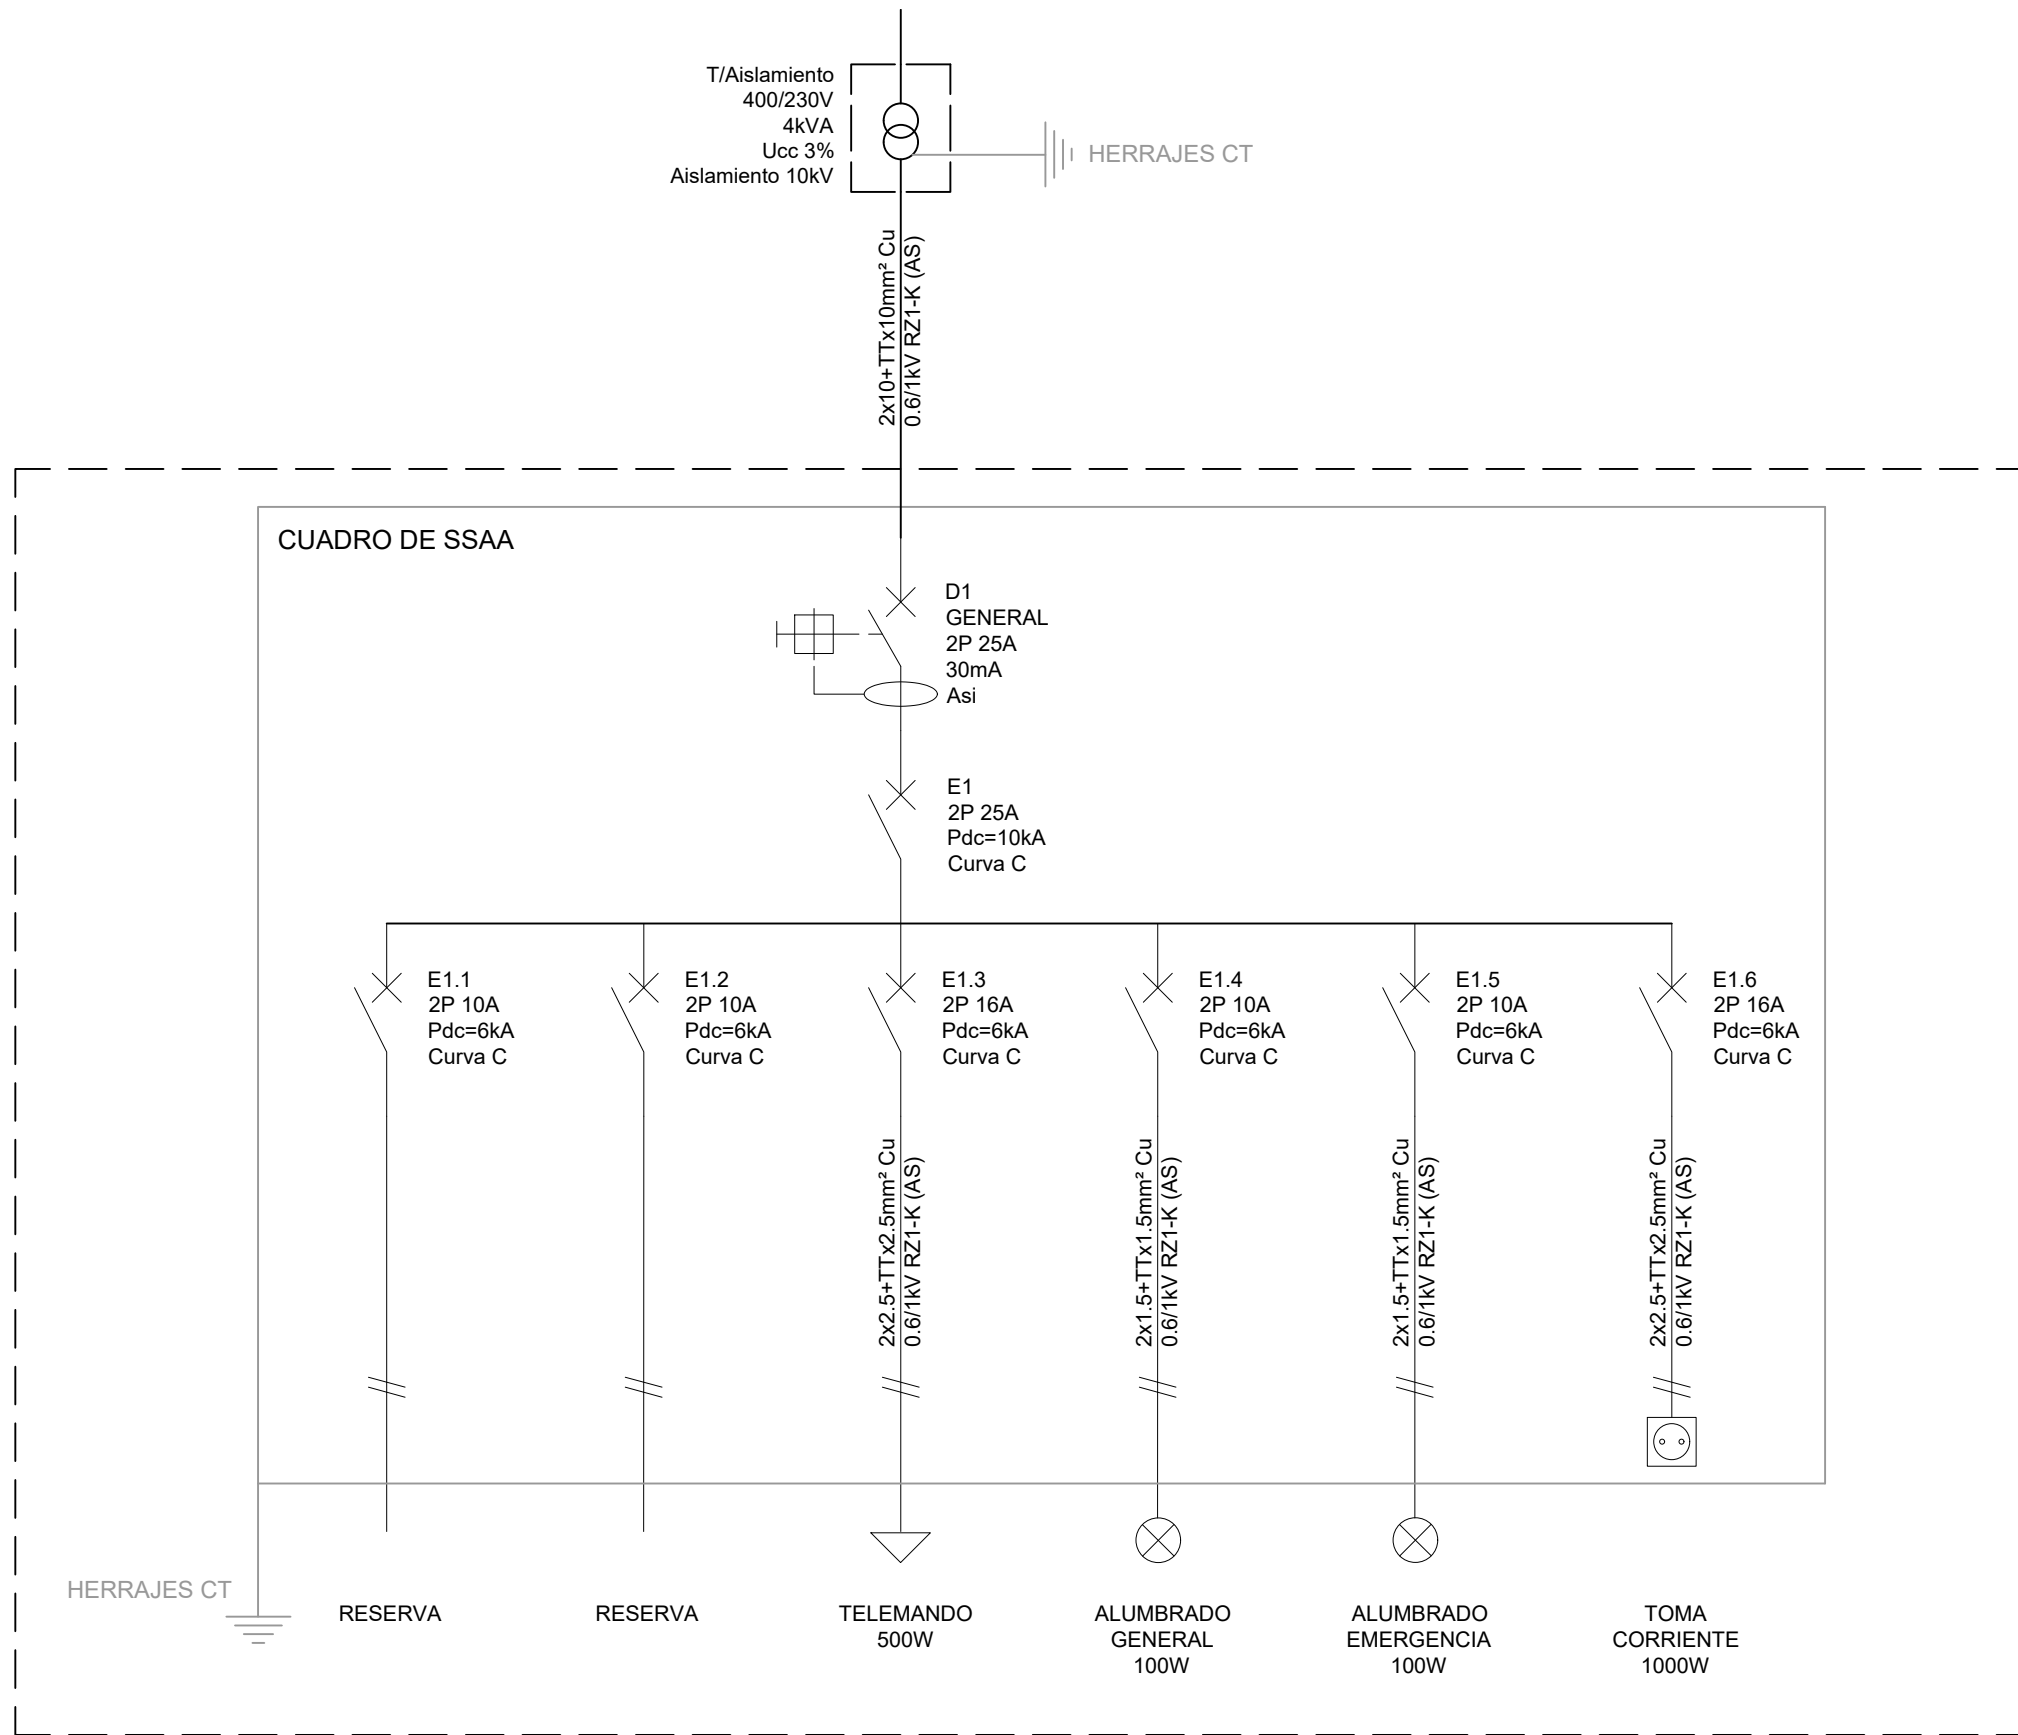 T/Aislamiento
400/230V
4kVA
Ucc 3%
Aislamiento 10kV
HERRAJES CT
2x10+TTx10mm² Cu
0.6/1kV RZ1-K (AS)
CUADRO DE SSAA
D1
GENERAL
2P 25A
30mA
Asi
E1
2P 25A
Pdc=10kA
Curva C
E1.1
2P 10A
Pdc=6kA
Curva C
E1.2
2P 10A
Pdc=6kA
Curva C
E1.3
2P 16A
Pdc=6kA
Curva C
E1.4
2P 10A
Pdc=6kA
Curva C
E1.5
2P 10A
Pdc=6kA
Curva C
E1.6
2P 16A
Pdc=6kA
Curva C
2x2.5+TTx2.5mm² Cu
0.6/1kV RZ1-K (AS)
2x1.5+TTx1.5mm² Cu
0.6/1kV RZ1-K (AS)
2x1.5+TTx1.5mm² Cu
0.6/1kV RZ1-K (AS)
2x2.5+TTx2.5mm² Cu
0.6/1kV RZ1-K (AS)
HERRAJES CT
RESERVA
RESERVA
TELEMANDO
500W
ALUMBRADO
GENERAL
100W
ALUMBRADO
EMERGENCIA
100W
TOMA
CORRIENTE
1000W